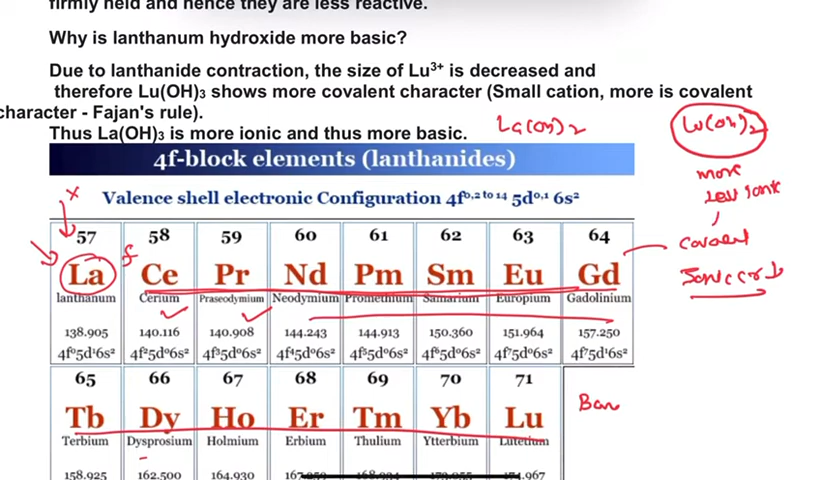 firmly held and hence they are less reactive.
Why is lanthanum hydroxide more basic?
Due to lanthanide contraction, the size of Lu³⁺ is decreased and
therefore Lu(OH)₃ shows more covalent character (Small cation, more is covalent
character - Fajan's rule).
Thus La(OH)₃ is more ionic and thus more basic.
La(OH)2
Lu(OH)2
4f-block elements (lanthanides)
more
Less Ionic
Valence shell electronic Configuration 4f⁰,² ᵗᵒ ¹⁴ 5d⁰,¹ 6s²
x
covalent
57 58 59 60 61 62 63 64
f
La Ce Pr Nd Pm Sm Eu Gd
lanthanum Cerium Praseodymium Neodymium Promethium Samarium Europium Gadolinium
138.905 140.116 140.908 144.243 144.913 150.360 151.964 157.250
4f⁰5d¹6s² 4f²5d⁰6s² 4f³5d⁰6s² 4f⁴5d⁰6s² 4f⁵5d⁰6s² 4f⁶5d⁰6s² 4f⁷5d⁰6s² 4f⁷5d¹6s²
65 66 67 68 69 70 71
Tb Dy Ho Er Tm Yb Lu
Terbium Dysprosium Holmium Erbium Thulium Ytterbium Lutetium
158.925 162.500 164.930